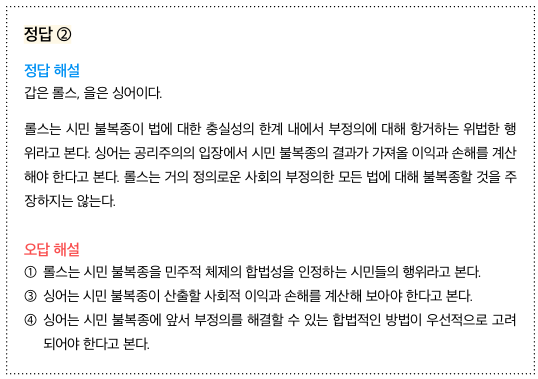 정답 ②
정답 해설
갑은 롤스, 을은 싱어이다.
롤스는 시민 불복종이 법에 대한 충실성의 한계 내에서 부정의에 대해 항거하는 위법한 행
위라고 본다. 싱어는 공리주의의 입장에서 시민 불복종의 결과가 가져올 이익과 손해를 계산
해야 한다고 본다. 롤스는 거의 정의로운 사회의 부정의한 모든 법에 대해 불복종할 것을 주
장하지는 않는다.
오답 해설
① 롤스는 시민 불복종을 민주적 체제의 합법성을 인정하는 시민들의 행위라고 본다.
③ 싱어는 시민 불복종이 산출할 사회적 이익과 손해를 계산해 보아야 한다고 본다.
④ 싱어는 시민 불복종에 앞서 부정의를 해결할 수 있는 합법적인 방법이 우선적으로 고려
되어야 한다고 본다.